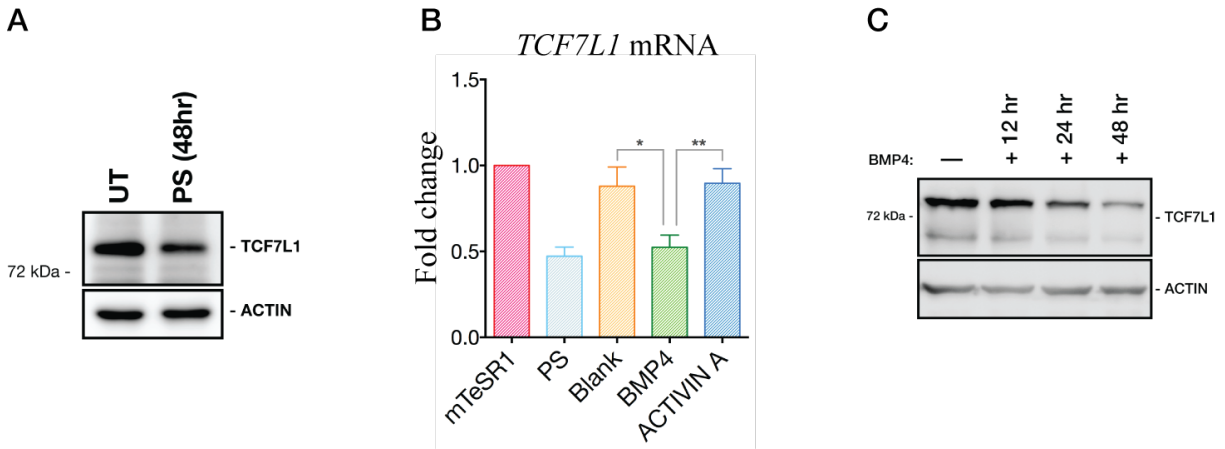 A
UT
PS (48hr)
- TCF7L1
72 kDa -
- ACTIN
B
TCF7L1 mRNA
Fold change
1.5
1.0
0.5
0.0
*
**
mTeSR1
PS
Blank
BMP4
ACTIVIN A
C
12 hr
24 hr
48 hr
BMP4: — + + +
72 kDa -
- TCF7L1
- ACTIN